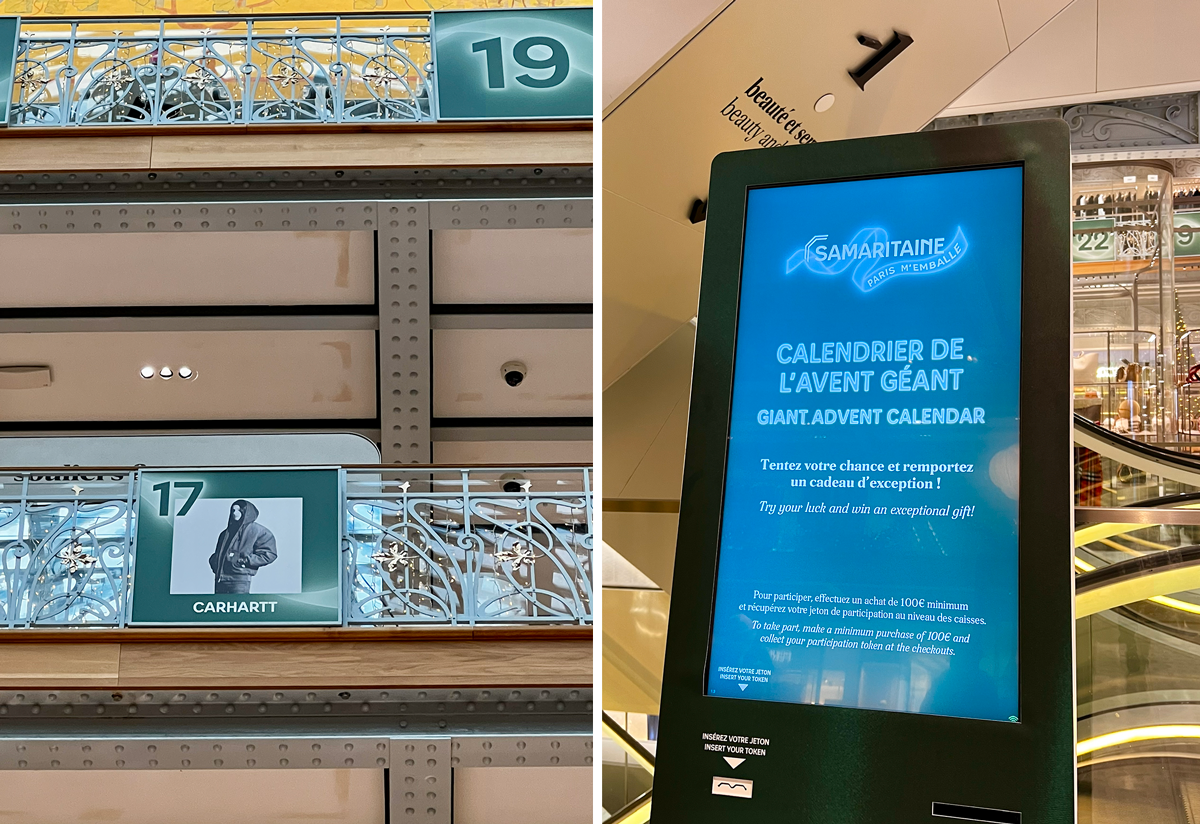 19
souliers
17
CARHARTT
1
beauté et
beauty and
22
9
SAMARITAINE
PARIS M'EMBALLE
CALENDRIER DE
L'AVENT GÉANT
GIANT ADVENT CALENDAR
Tentez votre chance et remportez
un cadeau d'exception !
Try your luck and win an exceptional gift!
Pour participer, effectuez un achat de 100€ minimum
et récupérez votre jeton de participation au niveau des caisses.
To take part, make a minimum purchase of 100€ and
collect your participation token at the checkouts.
INSÉREZ VOTRE JETON
INSERT YOUR TOKEN
INSÉREZ VOTRE JETON
INSERT YOUR TOKEN